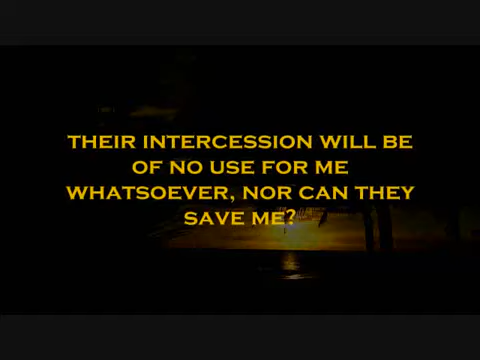 THEIR INTERCESSION WILL BE
OF NO USE FOR ME
WHATSOEVER, NOR CAN THEY
SAVE ME?